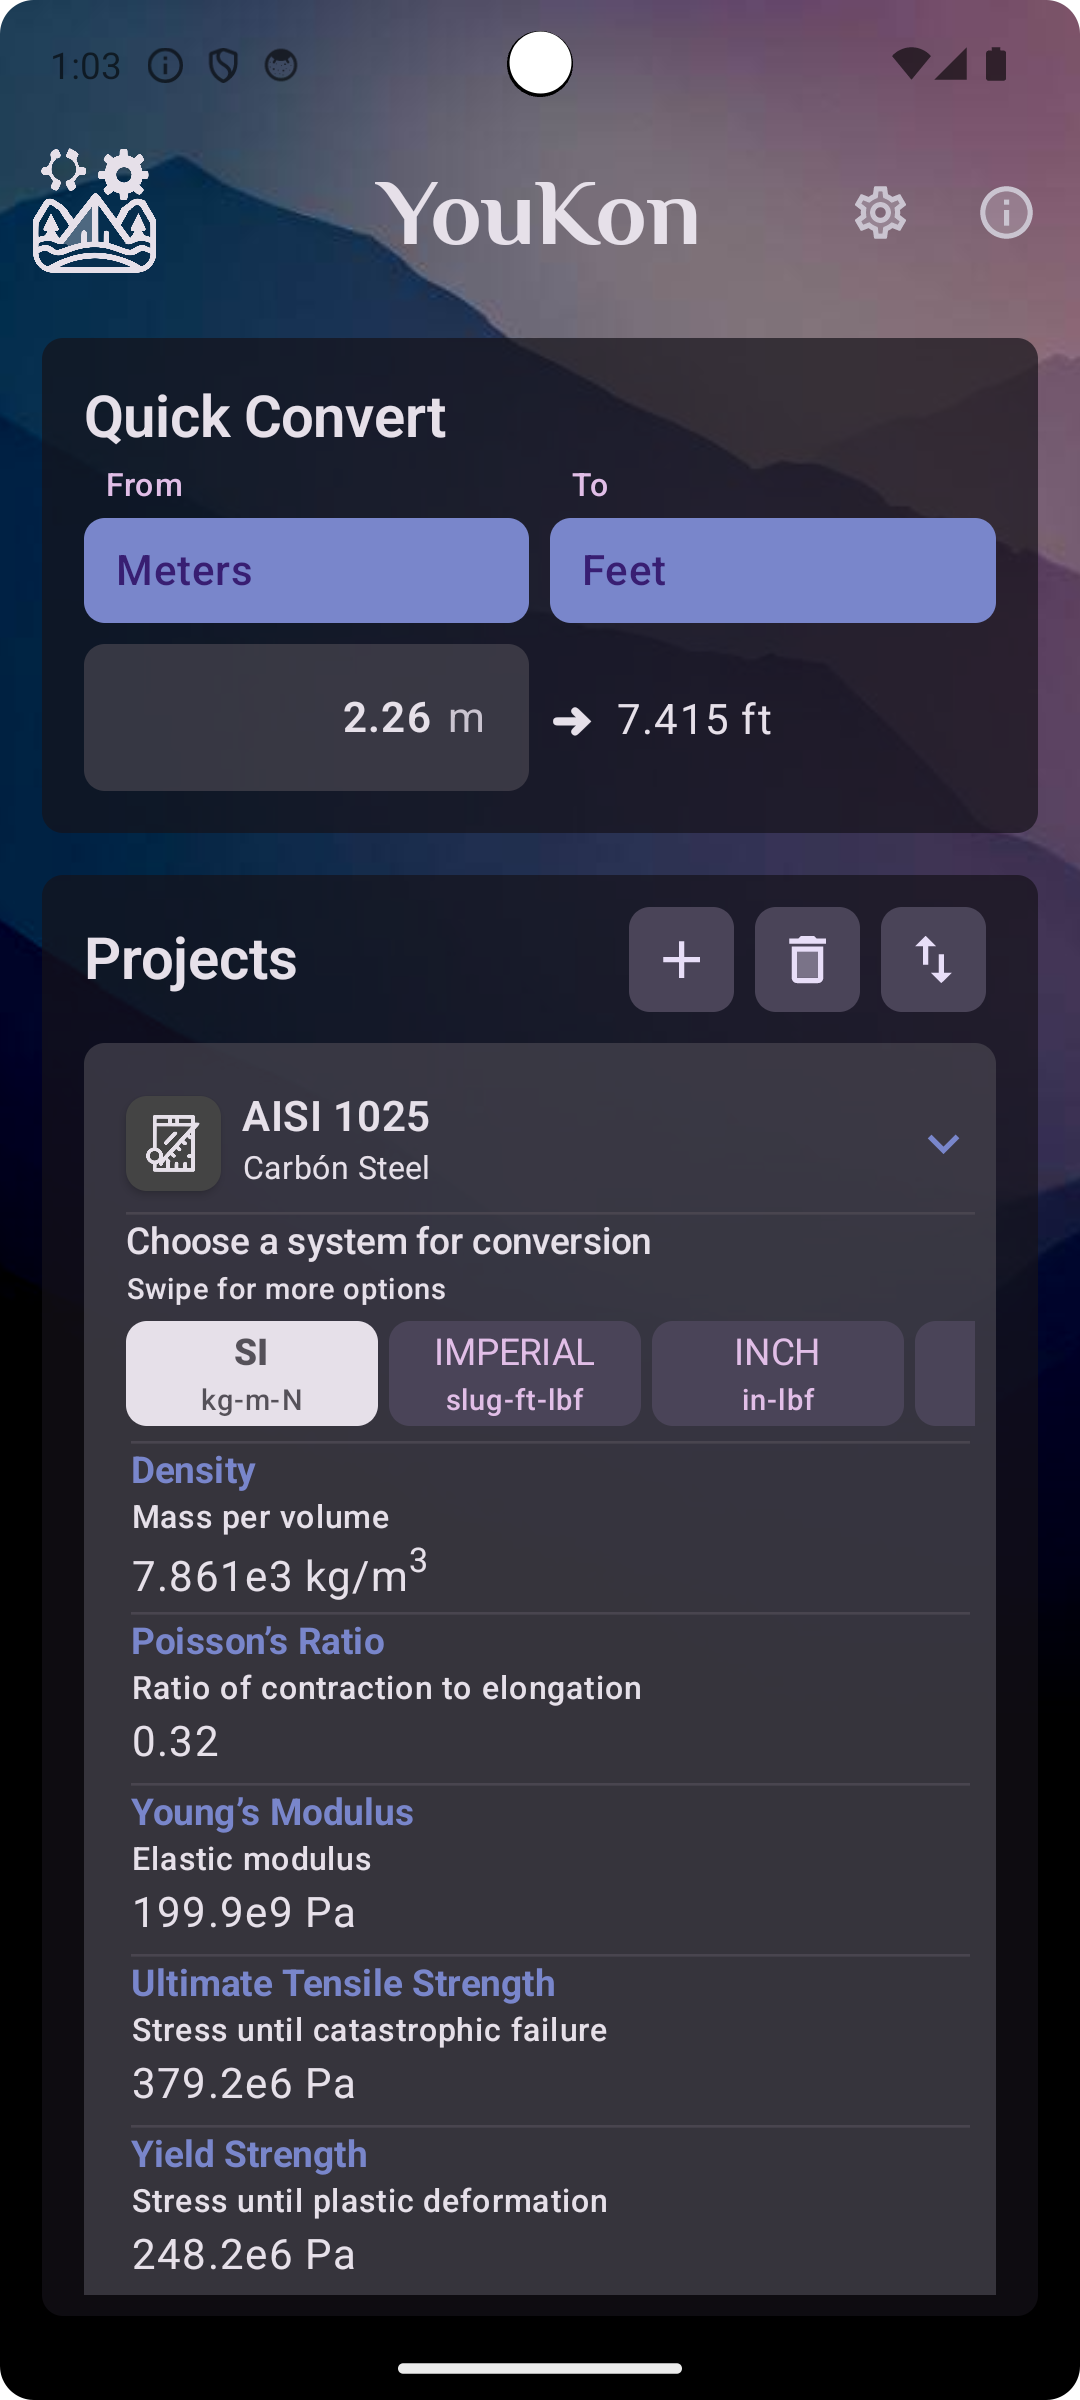 1:03
YouKon
Quick Convert
From To
Meters Feet
2.26 m → 7.415 ft
Projects
AISI 1025
Carbón Steel
Choose a system for conversion
Swipe for more options
SI IMPERIAL INCH
kg-m-N slug-ft-lbf in-lbf
Density
Mass per volume
7.861e3 kg/m³
Poisson’s Ratio
Ratio of contraction to elongation
0.32
Young’s Modulus
Elastic modulus
199.9e9 Pa
Ultimate Tensile Strength
Stress until catastrophic failure
379.2e6 Pa
Yield Strength
Stress until plastic deformation
248.2e6 Pa